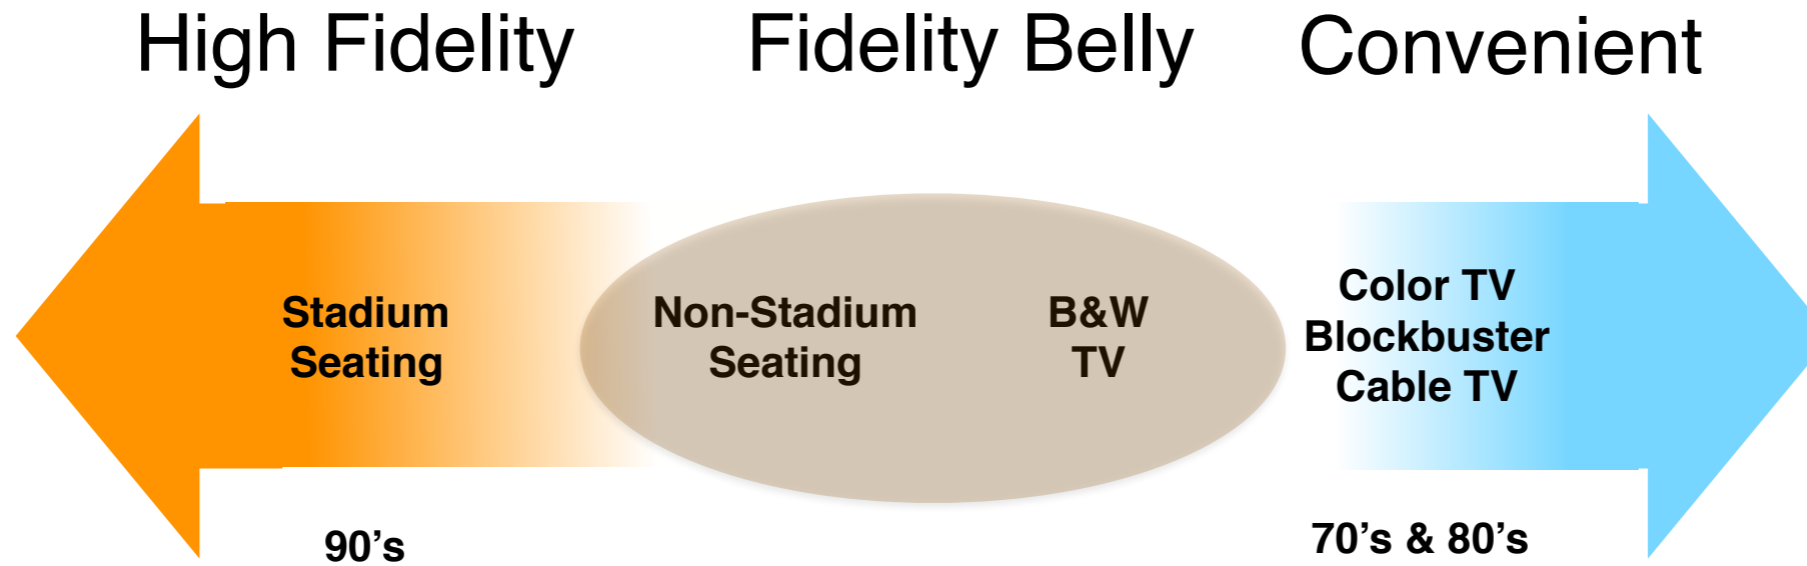 High Fidelity
Fidelity Belly
Convenient
Stadium
Seating
Non-Stadium
Seating
B&W
TV
Color TV
Blockbuster
Cable TV
90’s
70’s & 80’s